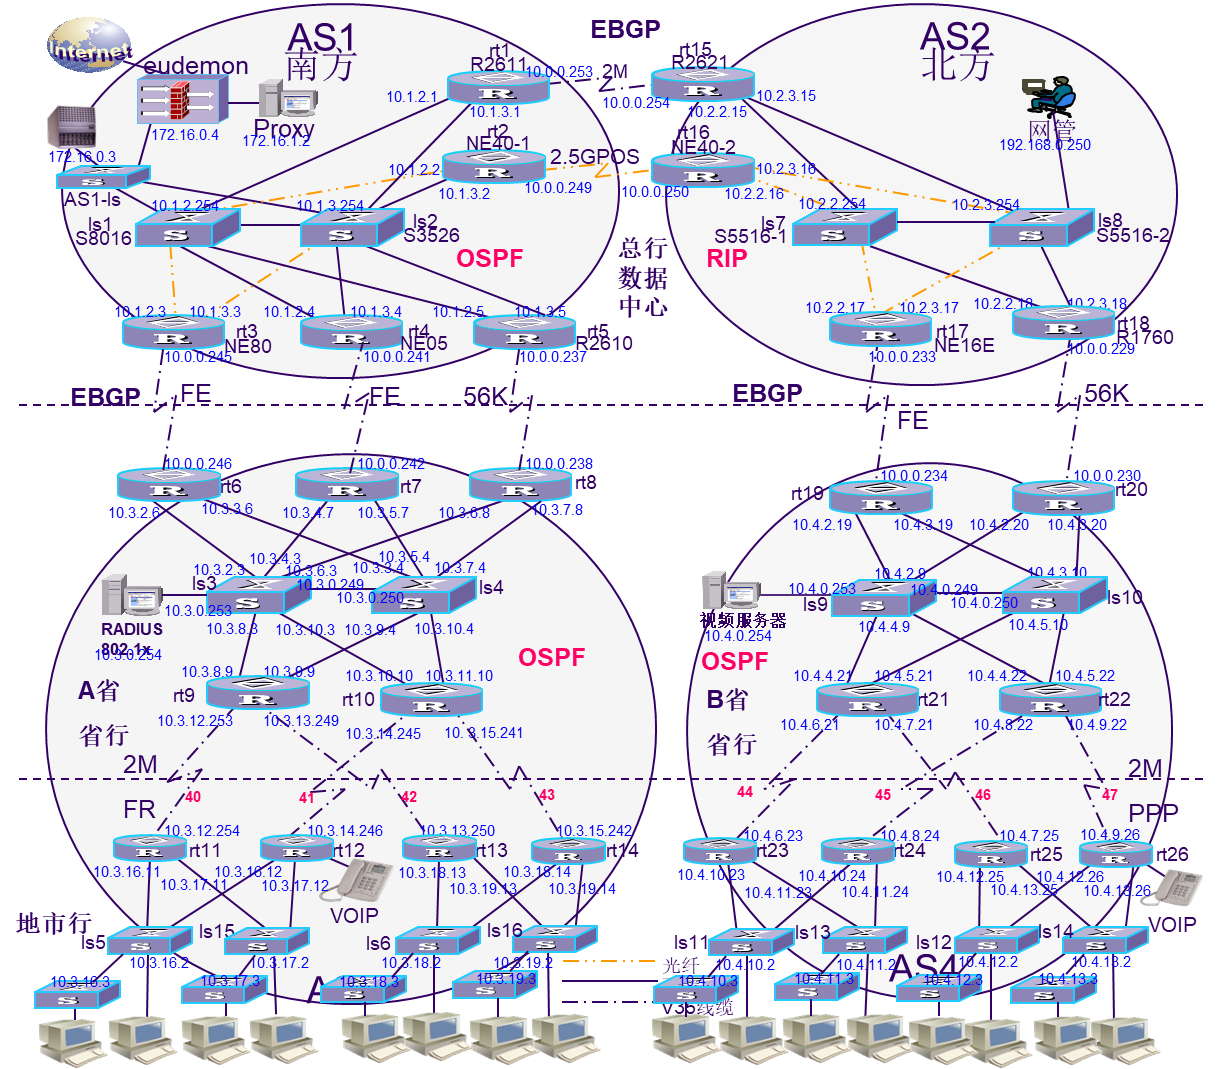 AS1
南方
EBGP
AS2
北方
Internet
eudemon
rt1
R2611
10.0.0.253
2M
rt15
R2621
10.0.0.254
10.1.2.1
10.1.3.1
10.2.2.15
10.2.3.15
172.16.0.4
Proxy
172.16.1.2
172.16.0.3
网管
192.168.0.250
rt2
NE40-1
2.5GPOS
rt16
NE40-2
10.1.2.2
10.1.3.2
10.0.0.249
10.0.0.250
10.2.2.16
10.2.3.16
AS1-ls
10.1.2.254
10.1.3.254
10.2.2.254
10.2.3.254
ls1
S8016
ls2
S3526
ls7
S5516-1
ls8
S5516-2
OSPF
总行
数据
中心
RIP
10.1.2.3
10.1.3.3
10.1.2.4
10.1.3.4
10.1.2.5
10.1.3.5
10.2.2.17
10.2.3.17
10.2.2.18
10.2.3.18
rt3
NE80
rt4
NE05
rt5
R2610
rt17
NE16E
rt18
R1760
10.0.0.245
10.0.0.241
10.0.0.237
10.0.0.233
10.0.0.229
EBGP
FE
FE
56K
EBGP
FE
56K
10.0.0.246
10.0.0.242
10.0.0.238
10.0.0.234
10.0.0.230
rt6
rt7
rt8
rt19
rt20
10.3.2.6
10.3.3.6
10.3.4.7
10.3.5.7
10.3.6.8
10.3.7.8
10.4.2.19
10.4.3.19
10.4.2.20
10.4.3.20
10.3.2.3
10.3.4.3
10.3.6.3
10.3.3.4
10.3.5.4
10.3.7.4
10.4.2.9
10.4.3.10
ls3
10.3.0.249
10.3.0.250
ls4
10.4.0.253
ls9
10.4.0.249
10.4.0.250
ls10
10.3.0.253
RADIUS
802.1x
10.3.0.254
视频服务器
10.4.0.254
10.3.8.3
10.3.10.3
10.3.9.4
10.3.10.4
10.4.4.9
10.4.5.10
OSPF
OSPF
10.3.8.9
10.3.9.9
10.3.10.10
10.3.11.10
10.4.4.21
10.4.5.21
10.4.4.22
10.4.5.22
A省
省行
rt9
rt10
B省
省行
rt21
rt22
10.3.12.253
10.3.13.249
10.3.14.245
10.3.15.241
10.4.6.21
10.4.7.21
10.4.8.22
10.4.9.22
2M
2M
FR
40
41
42
43
44
45
46
47
PPP
10.3.12.254
10.3.14.246
10.3.13.250
10.3.15.242
10.4.6.23
10.4.8.24
10.4.7.25
10.4.9.26
rt11
rt12
rt13
rt14
rt23
rt24
rt25
rt26
10.3.16.11
10.3.17.11
10.3.16.12
10.3.17.12
10.3.18.13
10.3.19.13
10.3.18.14
10.3.19.14
10.4.10.23
10.4.11.23
10.4.10.24
10.4.11.24
10.4.12.25
10.4.13.25
10.4.12.26
10.4.13.26
VOIP
VOIP
地市行
ls5
ls15
ls6
ls16
ls11
ls13
ls12
ls14
10.3.16.2
10.3.17.2
10.3.18.2
10.3.19.2
10.4.10.2
10.4.11.2
10.4.12.2
10.4.13.2
光纤
AS4
10.3.16.3
10.3.17.3
10.3.18.3
10.3.19.3
10.4.10.3
10.4.11.3
10.4.12.3
10.4.13.3
V35线缆